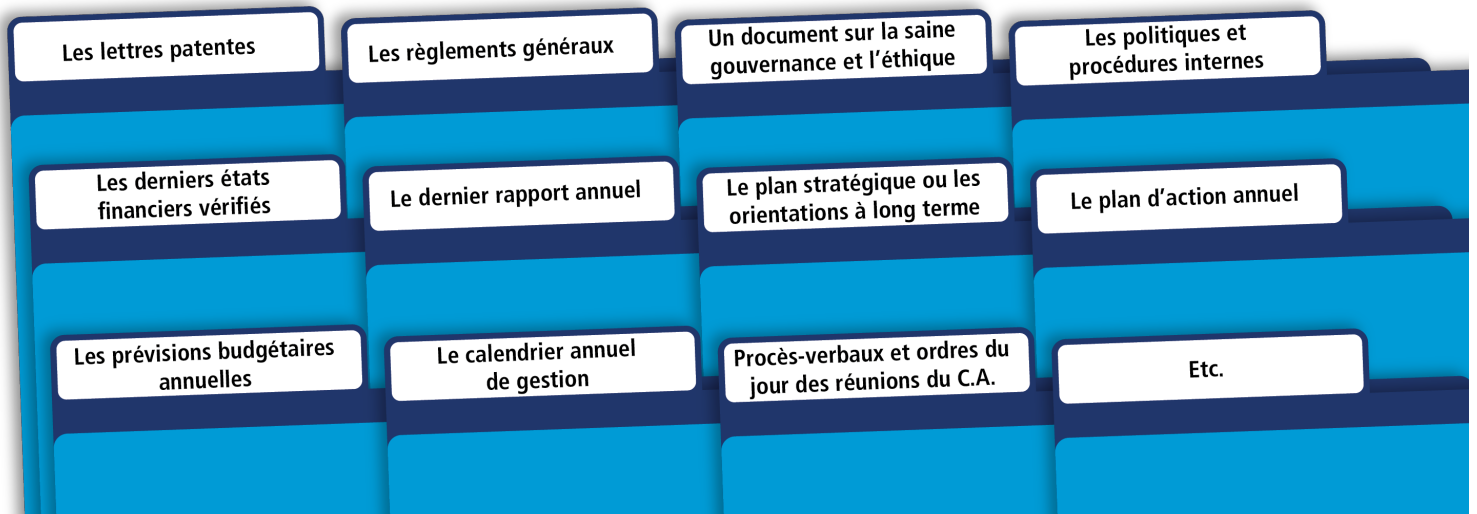 Les lettres patentes
Les règlements généraux
Un document sur la saine
gouvernance et l’éthique
Les politiques et
procédures internes
Les derniers états
financiers vérifiés
Le dernier rapport annuel
Le plan stratégique ou les
orientations à long terme
Le plan d’action annuel
Les prévisions budgétaires
annuelles
Le calendrier annuel
de gestion
Procès-verbaux et ordres du
jour des réunions du C.A.
Etc.